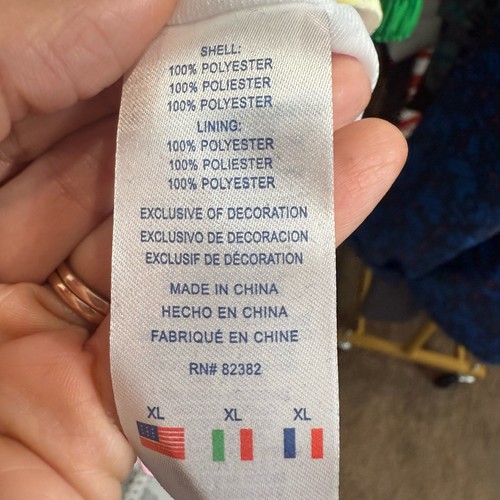 SHELL:
100% POLYESTER
100% POLIESTER
100% POLYESTER
LINING:
100% POLYESTER
100% POLIESTER
100% POLYESTER
EXCLUSIVE OF DECORATION
EXCLUSIVO DE DECORACION
EXCLUSIF DE DÉCORATION
MADE IN CHINA
HECHO EN CHINA
FABRIQUÉ EN CHINE
RN# 82382
XL XL XL